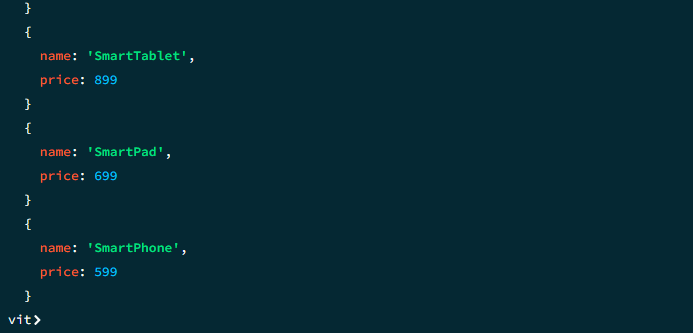 }
{
name: 'SmartTablet',
price: 899
}
{
name: 'SmartPad',
price: 699
}
{
name: 'SmartPhone',
price: 599
}
vit>